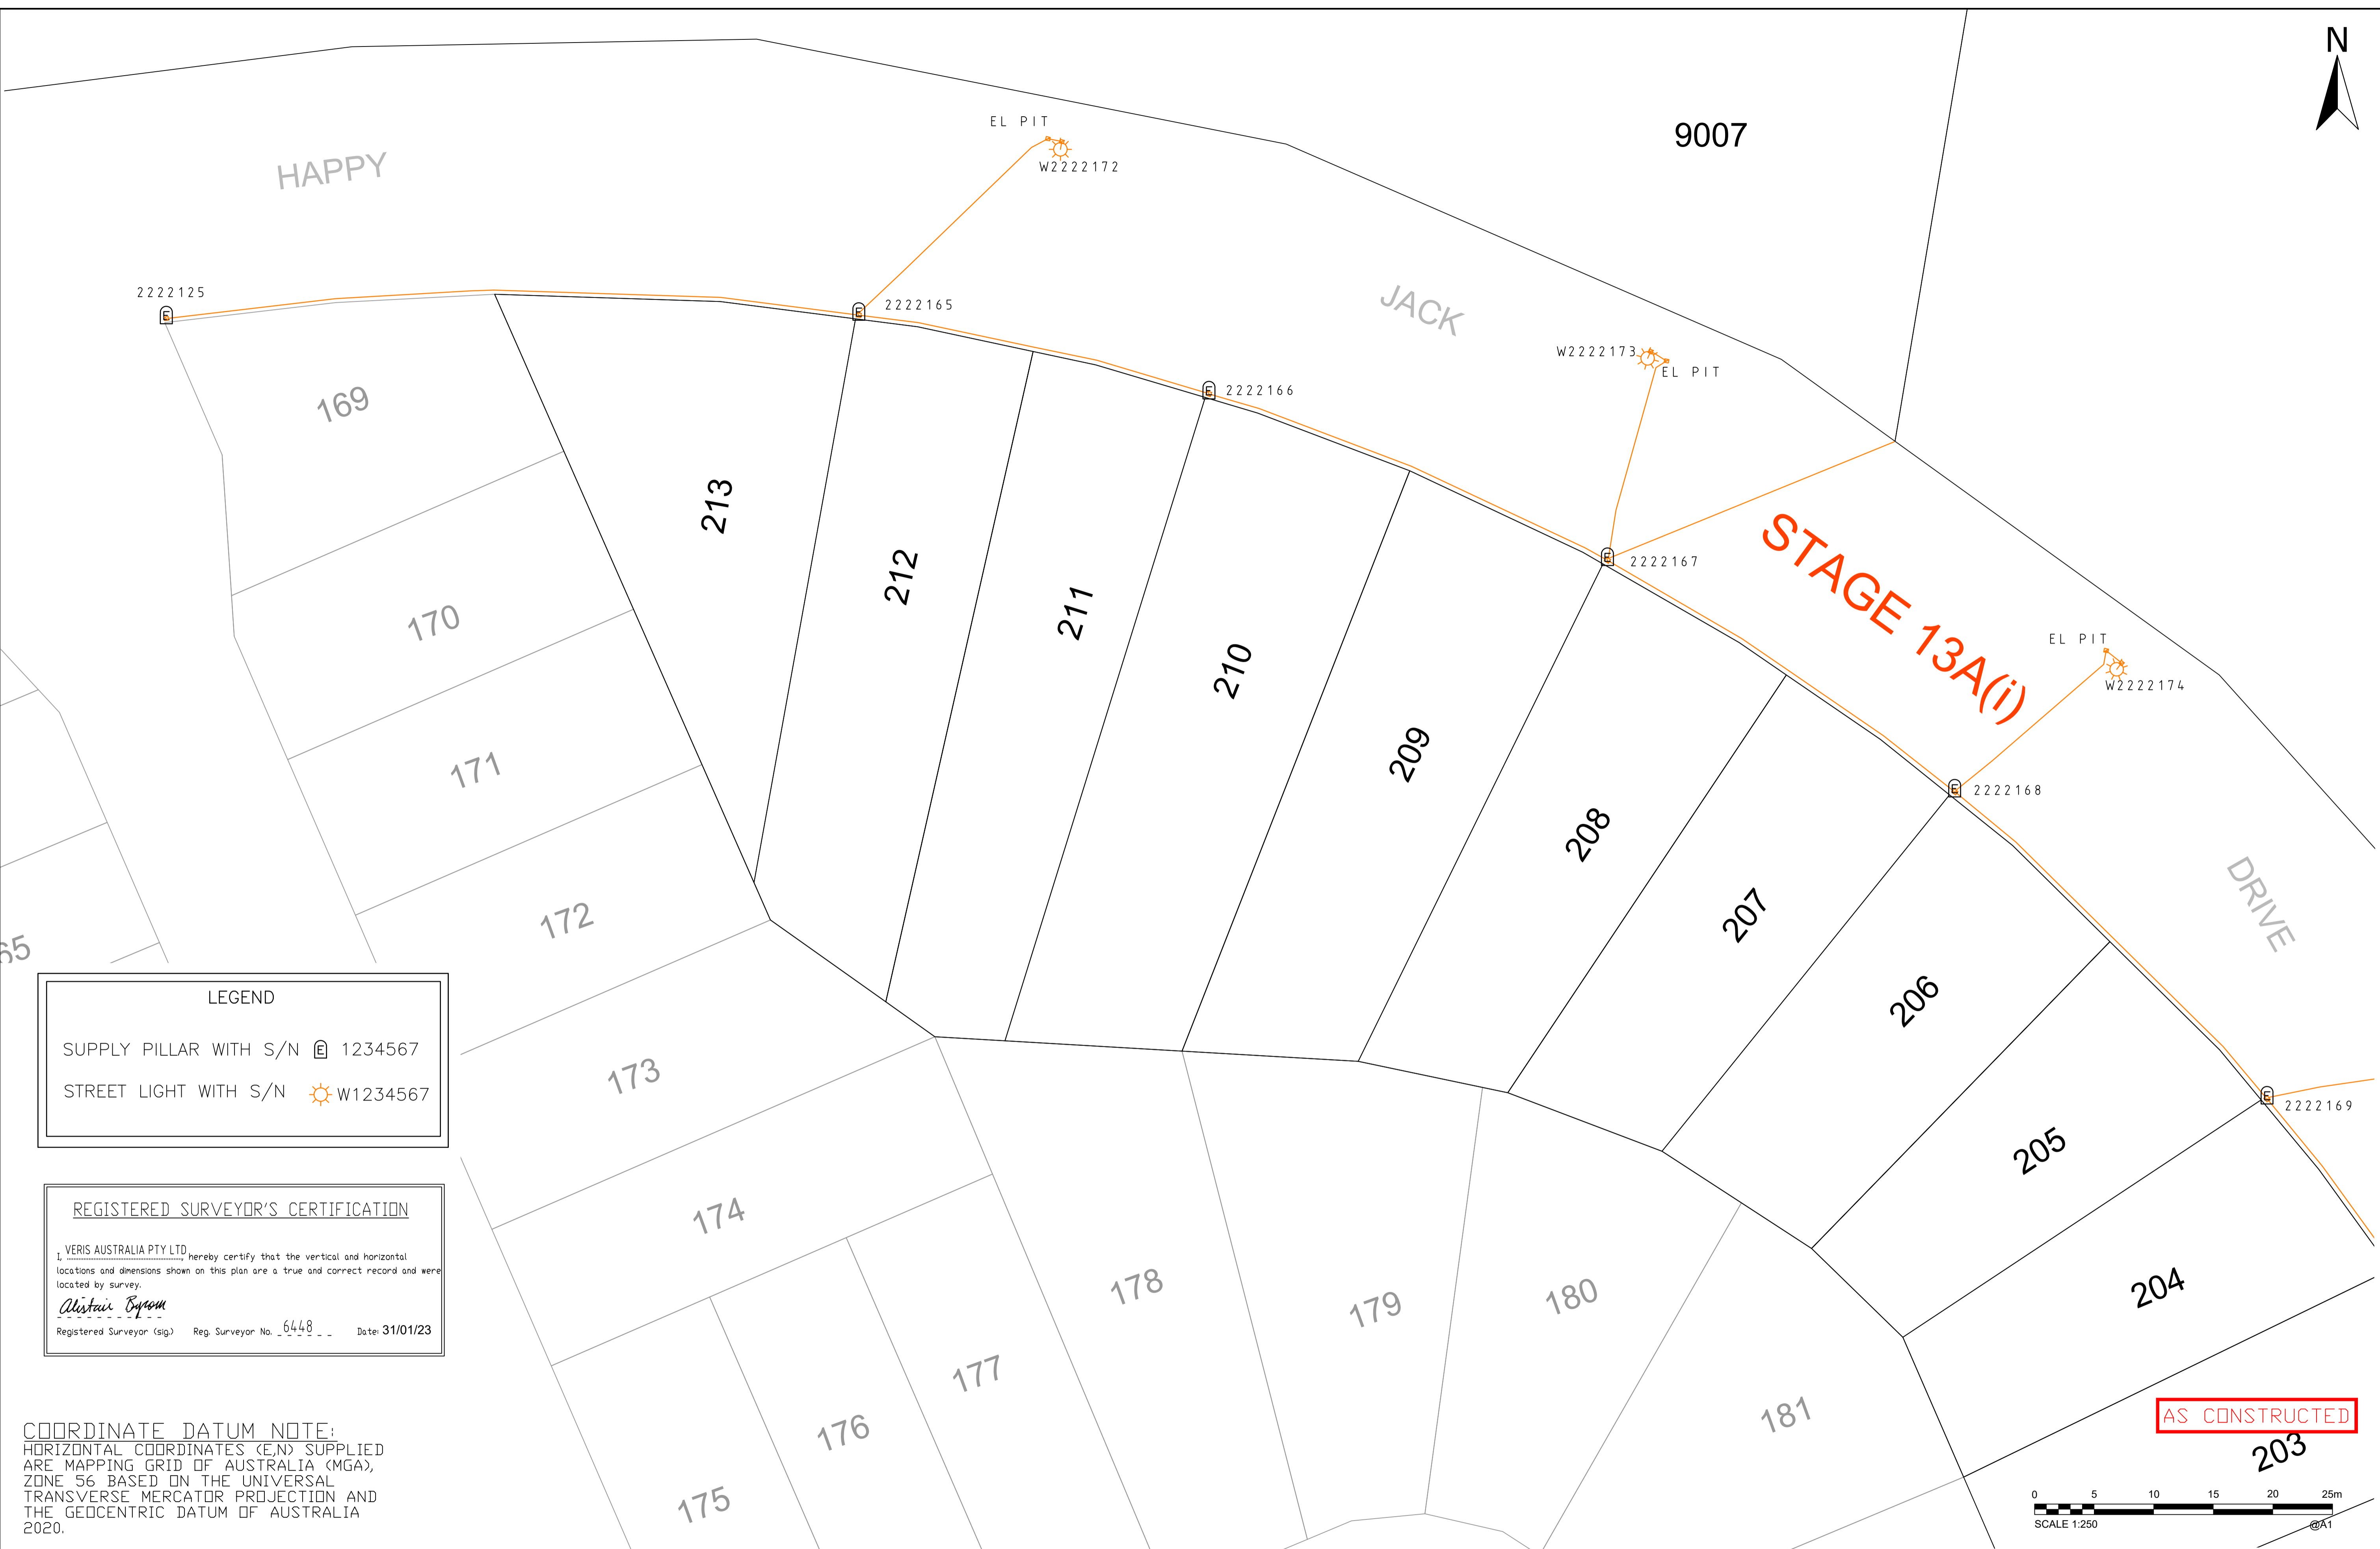 N
9007
EL PIT
W2222172
HAPPY
2222125
2222165
JACK
W2222173
EL PIT
2222166
169
213
212
211
210
209
208
207
206
205
204
203
2222167
STAGE 13A(i)
EL PIT
W2222174
2222168
DRIVE
2222169
170
171
172
173
174
175
176
177
178
179
180
181
65
LEGEND
SUPPLY PILLAR WITH S/N E 1234567
STREET LIGHT WITH S/N W1234567
REGISTERED SURVEYOR'S CERTIFICATION
I, VERIS AUSTRALIA PTY LTD, hereby certify that the vertical and horizontal
locations and dimensions shown on this plan are a true and correct record and were
located by survey.
Alistair Byrom
Registered Surveyor (sig.) Reg. Surveyor No. 6448 Date: 31/01/23
COORDINATE DATUM NOTE:
HORIZONTAL COORDINATES (E,N) SUPPLIED
ARE MAPPING GRID OF AUSTRALIA (MGA),
ZONE 56 BASED ON THE UNIVERSAL
TRANSVERSE MERCATOR PROJECTION AND
THE GEOCENTRIC DATUM OF AUSTRALIA
2020.
AS CONSTRUCTED
0 5 10 15 20 25m
SCALE 1:250 @A1